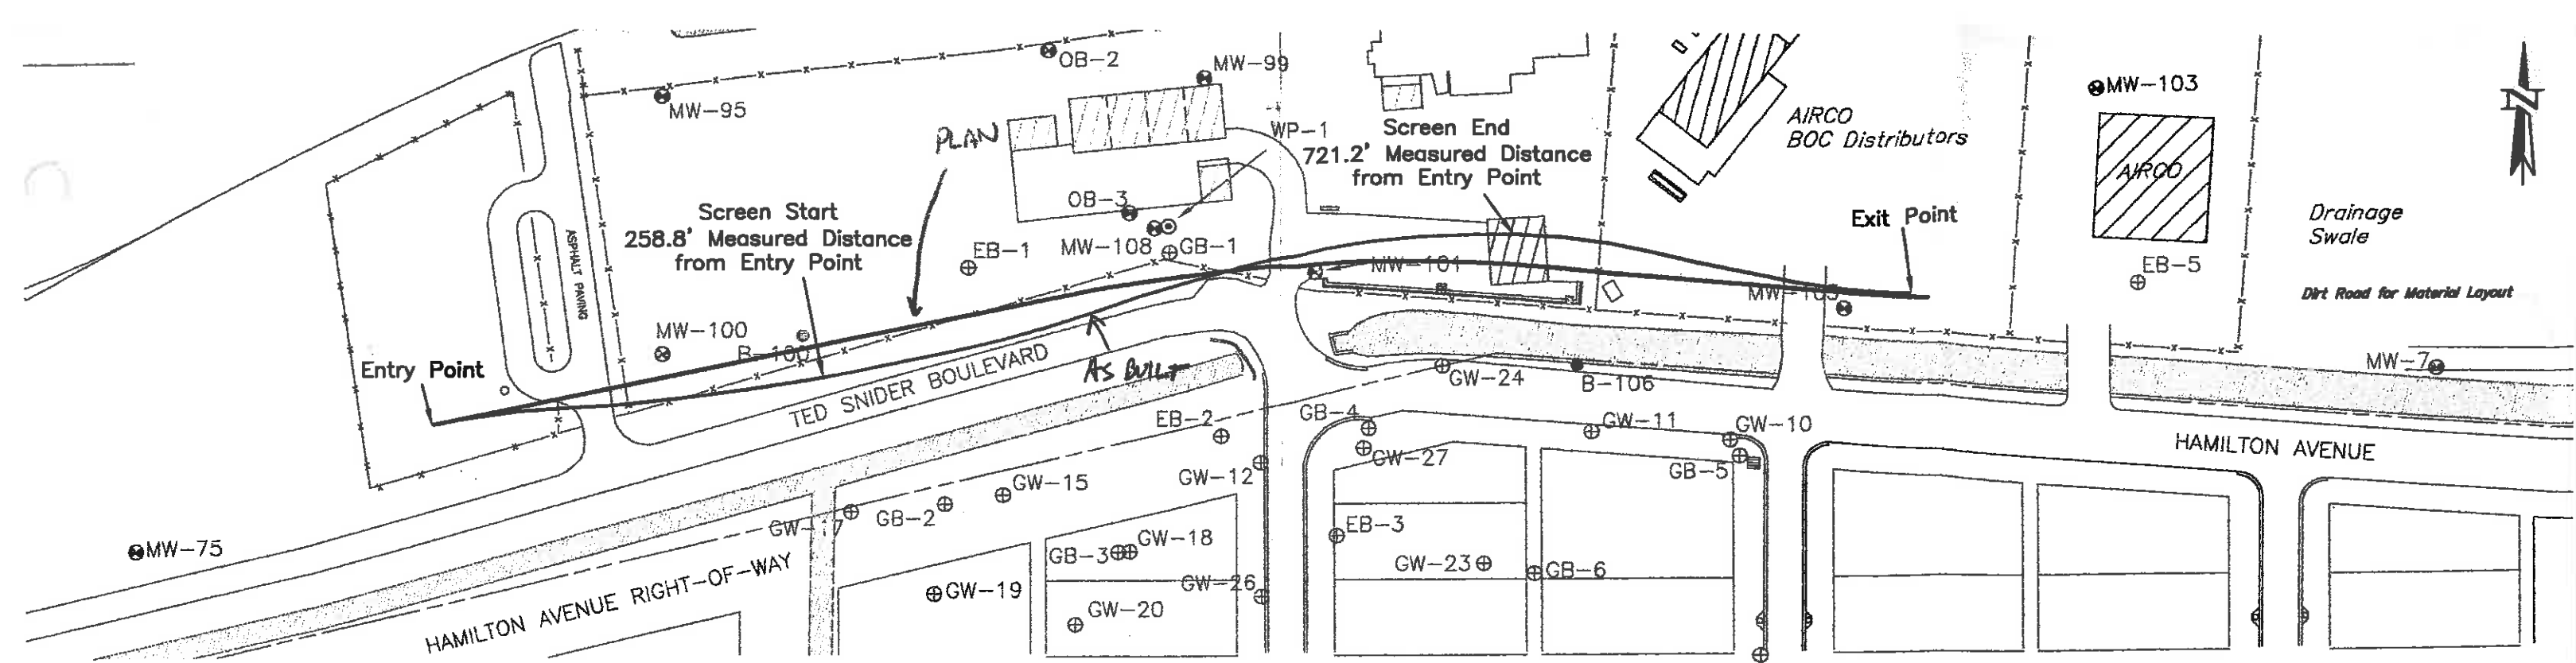 OB-2
MW-99
MW-95
MW-103
PLAN
WP-1
Screen End
721.2' Measured Distance
from Entry Point
AIRCO
BOC Distributors
AIRCO
OB-3
Screen Start
258.8' Measured Distance
from Entry Point
Exit Point
Drainage
Swale
ASPHALT PAVING
EB-1
MW-108
GB-1
MW-101
EB-5
MW-105
Dirt Road for Material Layout
MW-100
B-100
Entry Point
TED SNIDER BOULEVARD
AS BUILT
GW-24
B-106
MW-7
EB-2
GB-4
GW-11
GW-10
HAMILTON AVENUE
GW-27
GB-5
GW-12
GW-15
GB-2
GW-17
MW-75
GB-3
GW-18
EB-3
GW-23
GB-6
HAMILTON AVENUE RIGHT-OF-WAY
GW-19
GW-26
GW-20
N